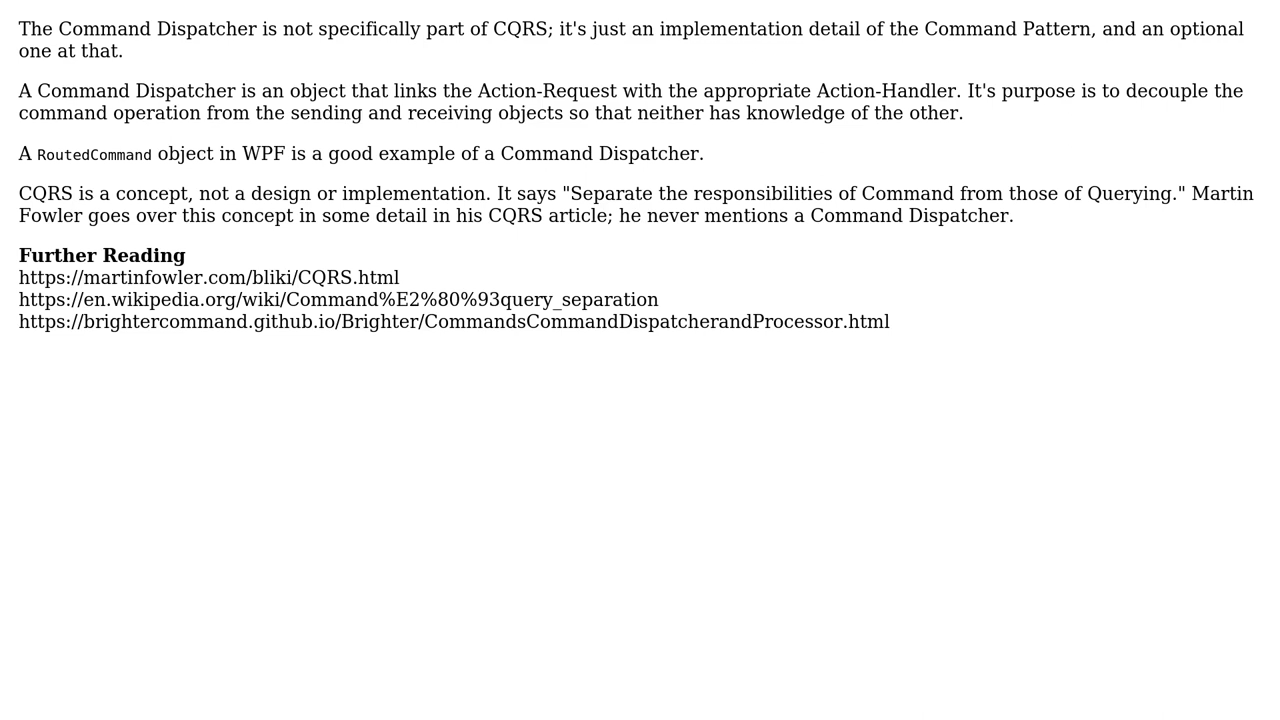 The Command Dispatcher is not specifically part of CQRS; it's just an implementation detail of the Command Pattern, and an optional
one at that.
A Command Dispatcher is an object that links the Action-Request with the appropriate Action-Handler. It's purpose is to decouple the
command operation from the sending and receiving objects so that neither has knowledge of the other.
A RoutedCommand object in WPF is a good example of a Command Dispatcher.
CQRS is a concept, not a design or implementation. It says "Separate the responsibilities of Command from those of Querying." Martin
Fowler goes over this concept in some detail in his CQRS article; he never mentions a Command Dispatcher.
Further Reading
https://martinfowler.com/bliki/CQRS.html
https://en.wikipedia.org/wiki/Command%E2%80%93query_separation
https://brightercommand.github.io/Brighter/CommandsCommandDispatcherandProcessor.html